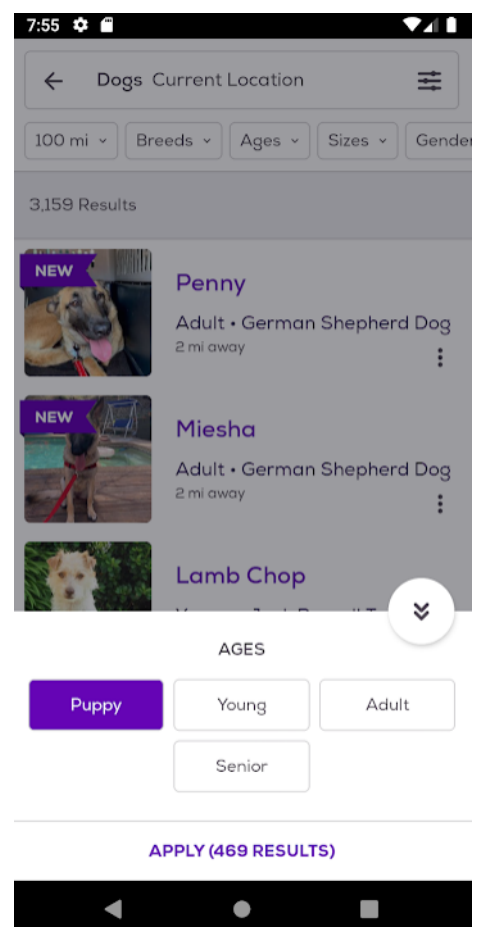 7:55
Dogs Current Location
100 mi Breeds Ages Sizes Gender
3,159 Results
NEW
Penny
Adult • German Shepherd Dog
2 mi away
NEW
Miesha
Adult • German Shepherd Dog
2 mi away
Lamb Chop
AGES
Puppy Young Adult
Senior
APPLY (469 RESULTS)